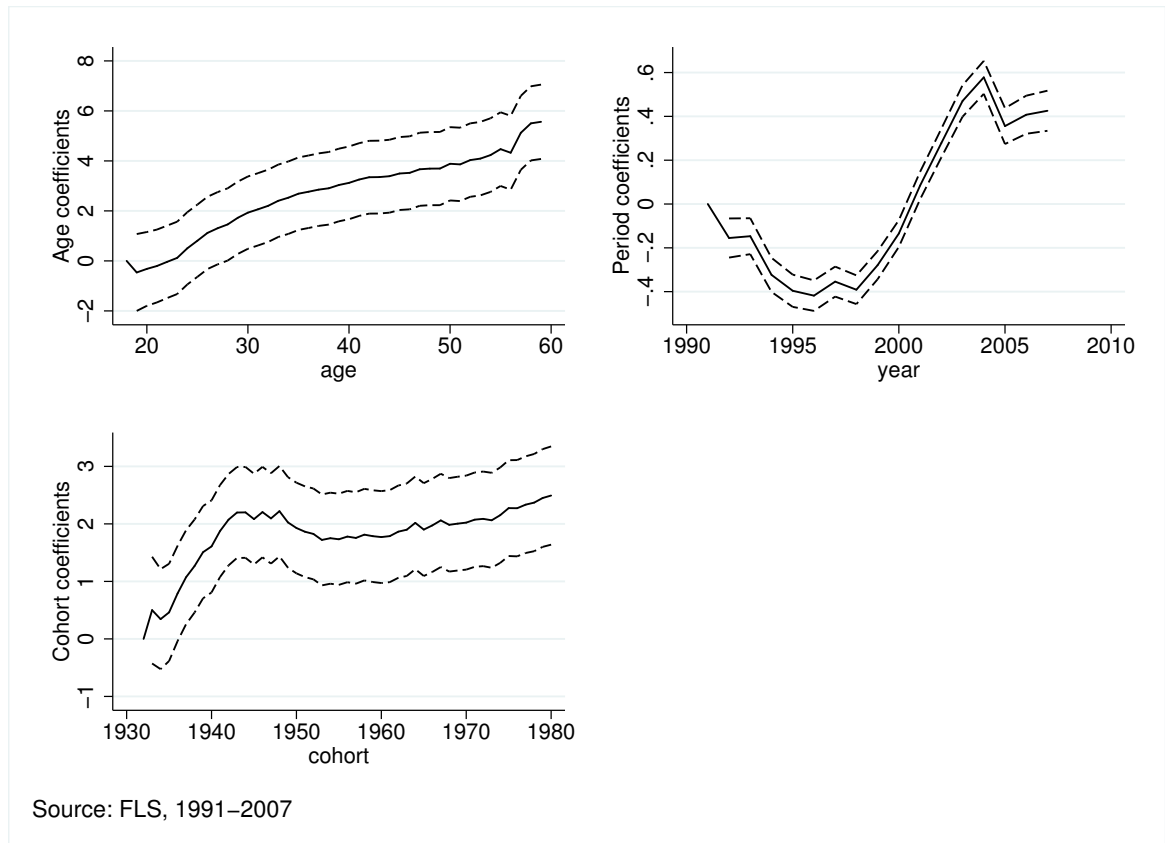 Age coefficients
−2 0 2 4 6 8
20 30 40 50 60
age
Period coefficients
−.4 −.2 0 .2 .4 .6
1990 1995 2000 2005 2010
year
Cohort coefficients
−1 0 1 2 3
1930 1940 1950 1960 1970 1980
cohort
Source: FLS, 1991−2007